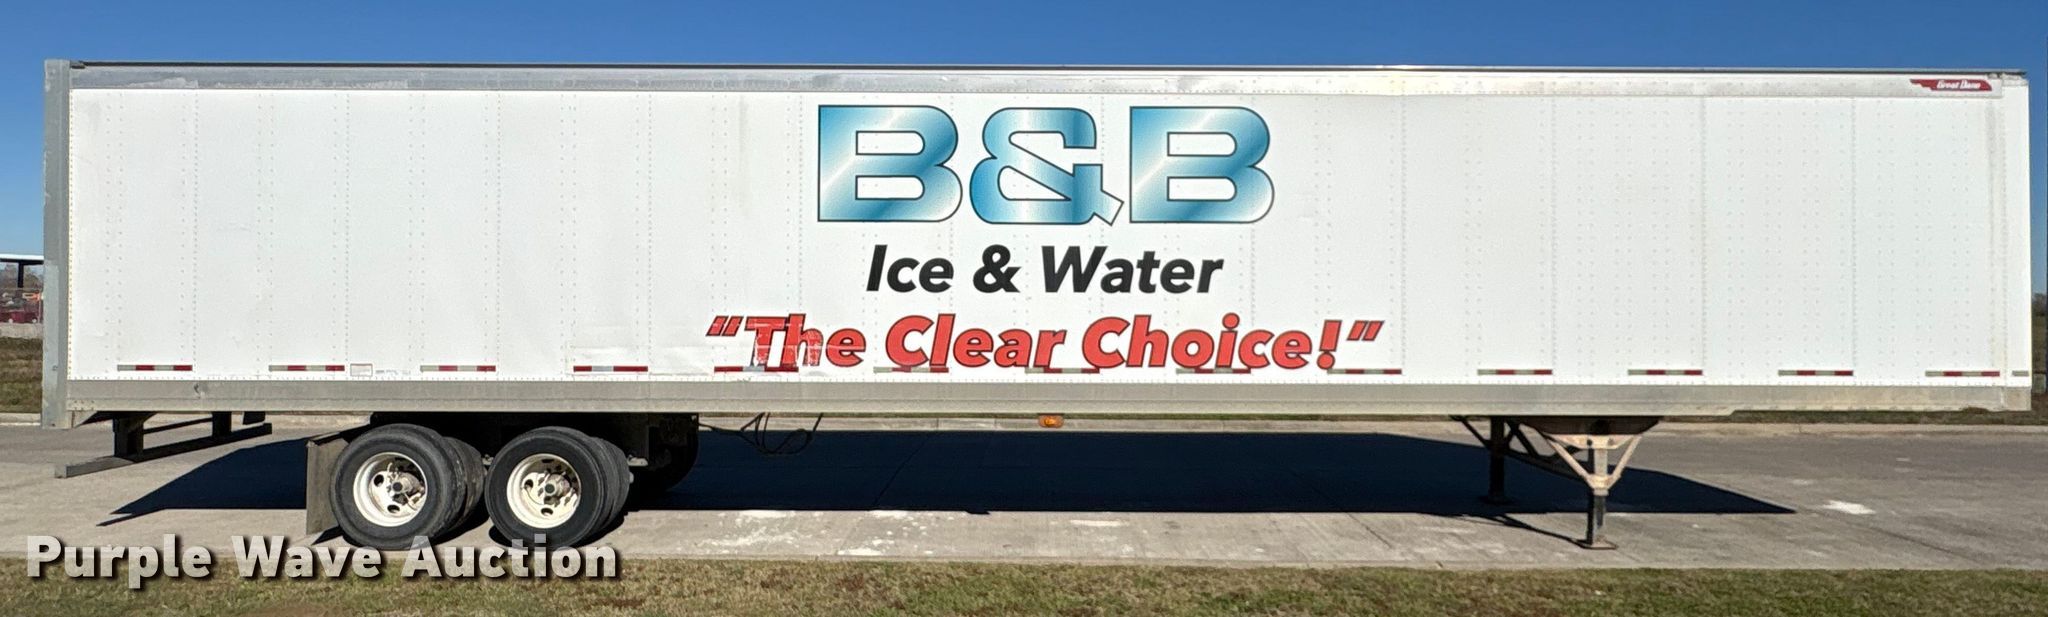 Great Dane
B&B
Ice & Water
"The Clear Choice!"
Purple Wave Auction